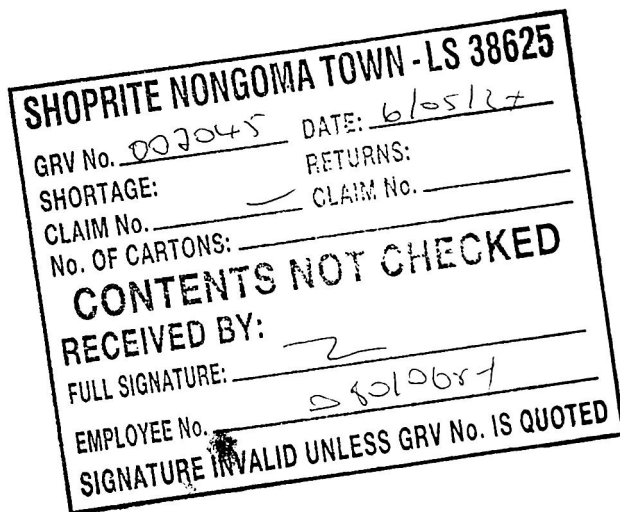 SHOPRITE NONGOMA TOWN - LS 38625
GRV No. 002045 DATE: 6/05/2
SHORTAGE: RETURNS:
CLAIM No. CLAIM No.
No. OF CARTONS:
CONTENTS NOT CHECKED
RECEIVED BY:
FULL SIGNATURE:
EMPLOYEE No.
SIGNATURE INVALID UNLESS GRV No. IS QUOTED